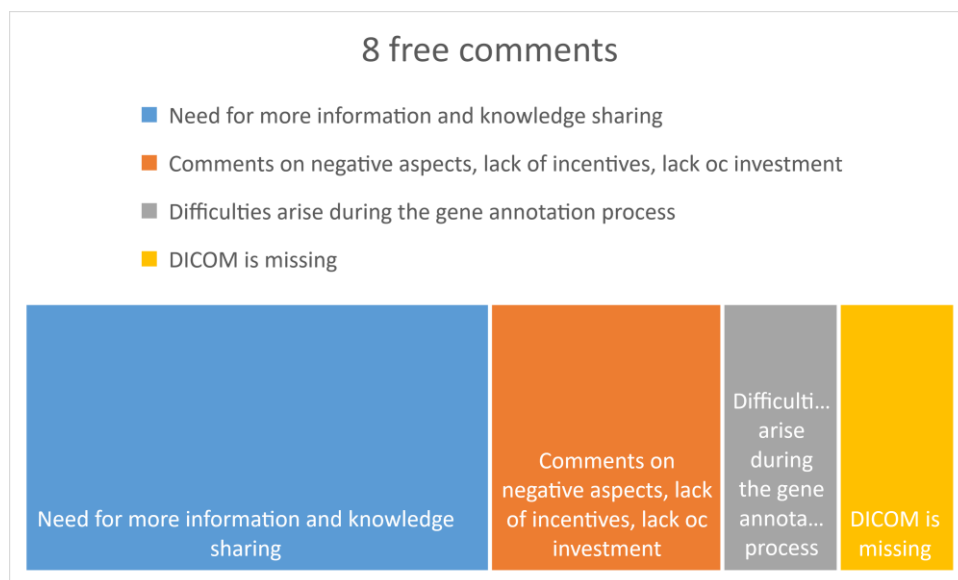 8 free comments
Need for more information and knowledge sharing
Comments on negative aspects, lack of incentives, lack oc investment
Difficulties arise during the gene annotation process
DICOM is missing
Need for more information and knowledge
sharing
Comments on
negative aspects, lack
of incentives, lack oc
investment
Difficulti...
arise
during
the gene
annota...
process
DICOM is
missing